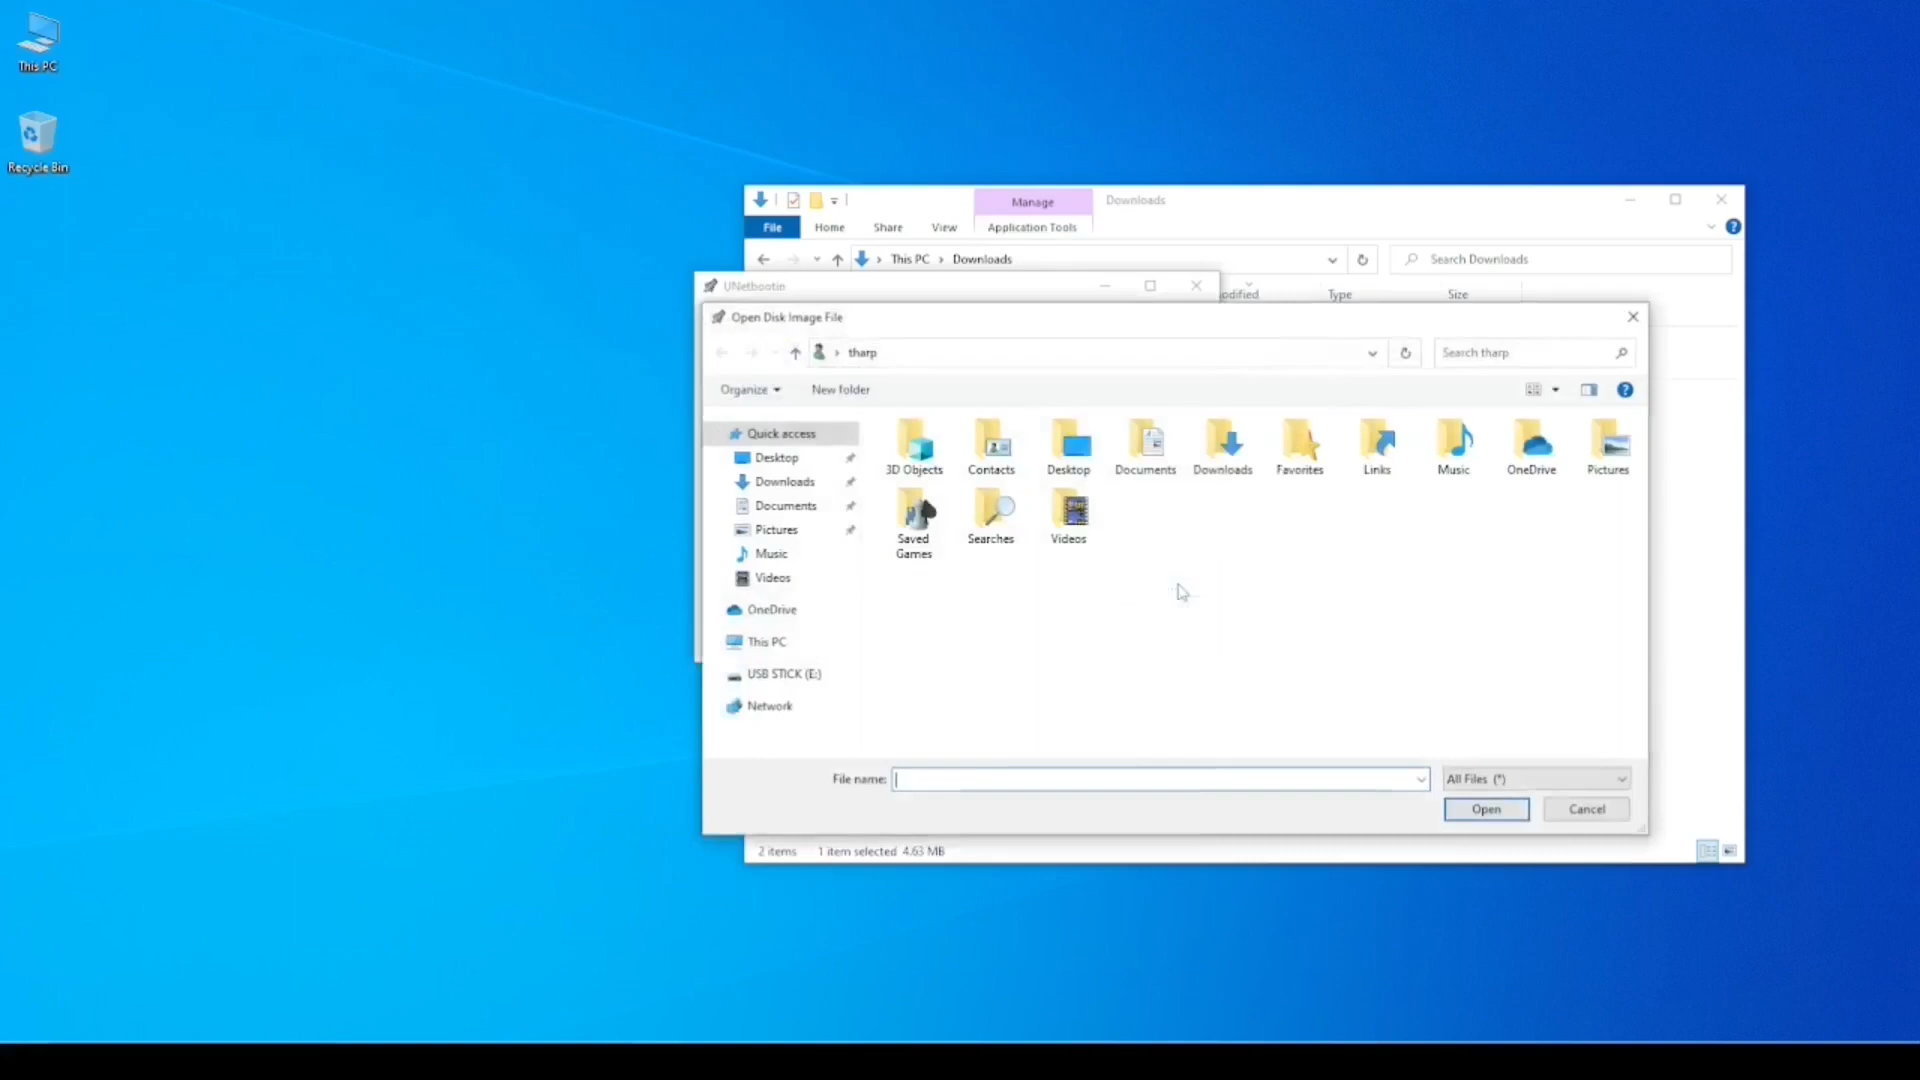 This PC
Recycle Bin
Manage
Downloads
File
Home
Share
View
Application Tools
This PC
Downloads
Search Downloads
UNetbootin
odified
Type
Size
Open Disk Image File
tharp
Search tharp
Organize
New folder
Quick access
Desktop
Downloads
Documents
Pictures
Music
Videos
OneDrive
This PC
USB STICK (E:)
Network
3D Objects
Contacts
Desktop
Documents
Downloads
Favorites
Links
Music
OneDrive
Pictures
Saved
Games
Searches
Videos
File name:
All Files (*)
Open
Cancel
2 items
1 item selected 4.63 MB